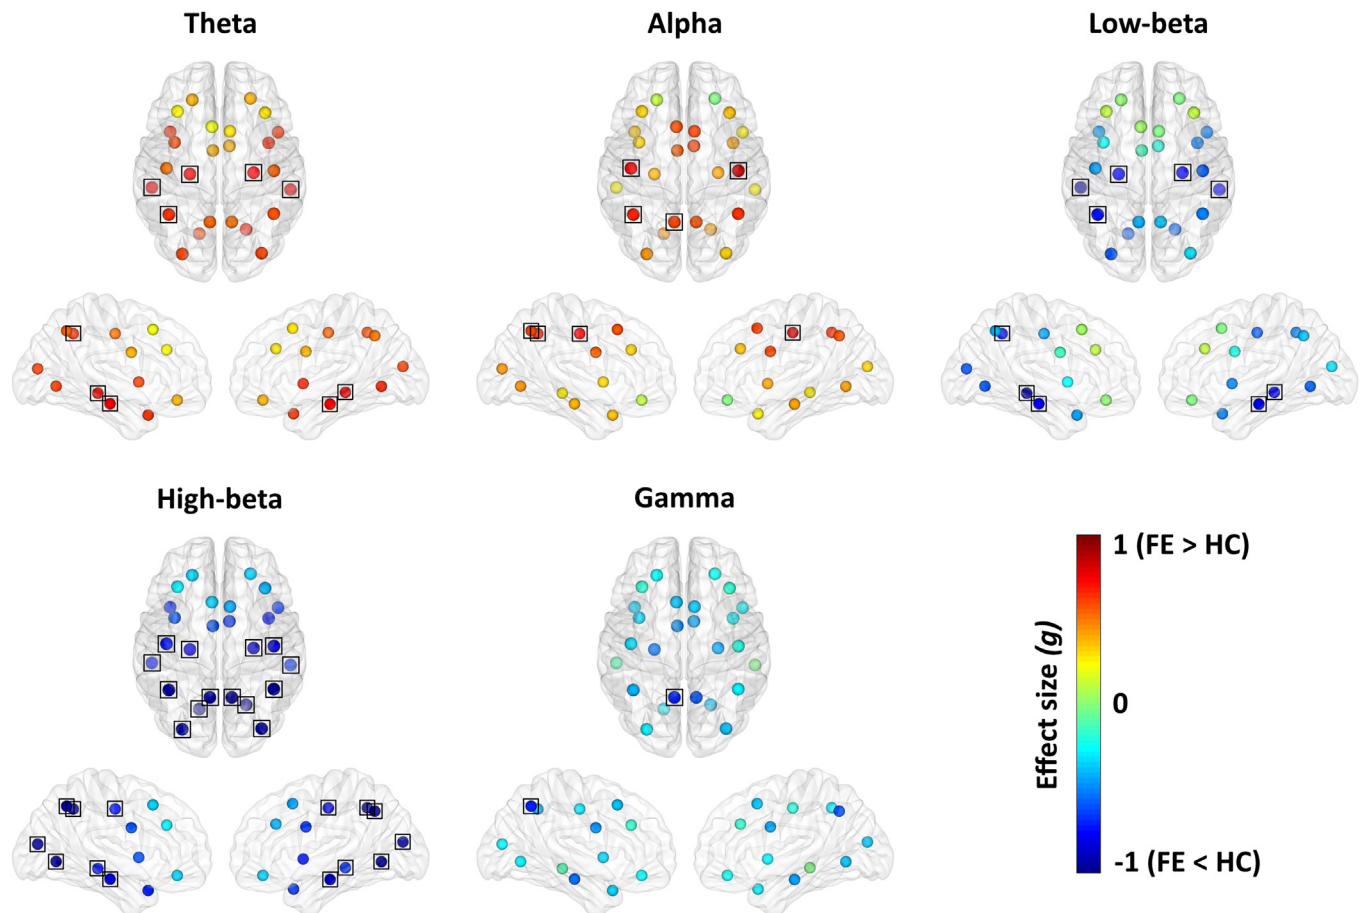 Theta
Alpha
Low-beta
High-beta
Gamma
1 (FE > HC)
0
-1 (FE < HC)
Effect size (g)